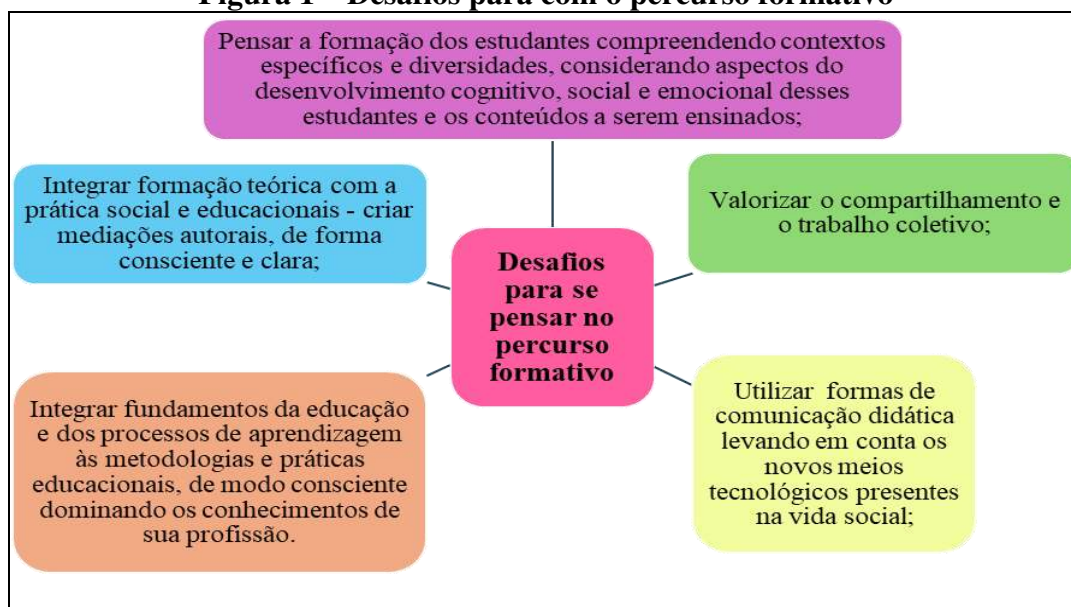 Figura 1 – Desafios para com o percurso formativo
Pensar a formação dos estudantes compreendendo contextos
específicos e diversidades, considerando aspectos do
desenvolvimento cognitivo, social e emocional desses
estudantes e os conteúdos a serem ensinados;
Integrar formação teórica com a
prática social e educacionais - criar
mediações autorais, de forma
consciente e clara;
Valorizar o compartilhamento e
o trabalho coletivo;
Desafios
para se
pensar no
percurso
formativo
Integrar fundamentos da educação
e dos processos de aprendizagem
às metodologias e práticas
educacionais, de modo consciente
dominando os conhecimentos de
sua profissão.
Utilizar formas de
comunicação didática
levando em conta os
novos meios
tecnológicos presentes
na vida social;